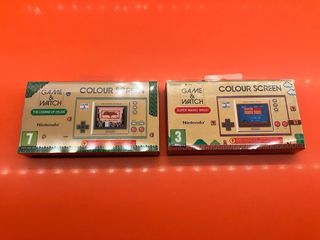 GAME & WATCH
COLOUR SCREEN
THE LEGEND OF ZELDA
Nintendo
7
GAME & WATCH
COLOUR SCREEN
SUPER MARIO BROS.
Nintendo
3